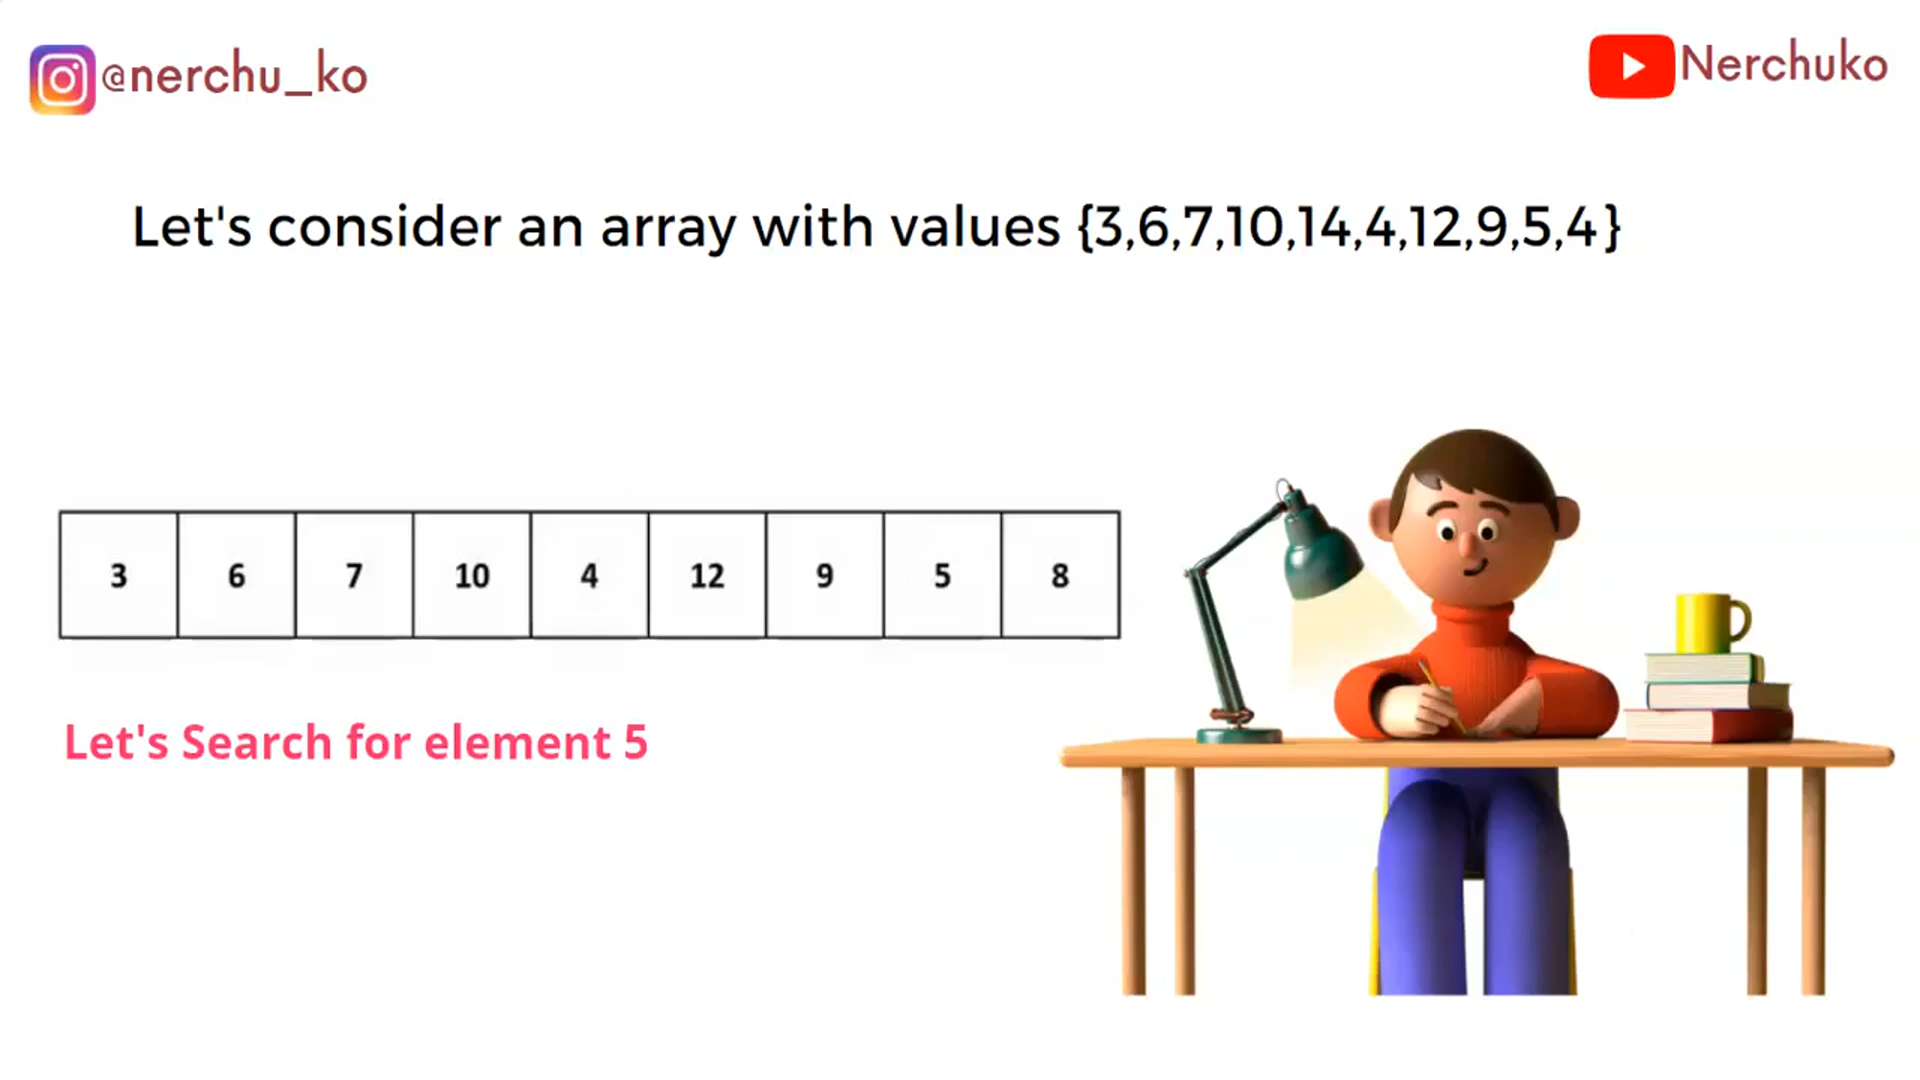 @nerchu_ko
Nerchuko
Let's consider an array with values {3,6,7,10,14,4,12,9,5,4}
3 6 7 10 4 12 9 5 8
Let's Search for element 5